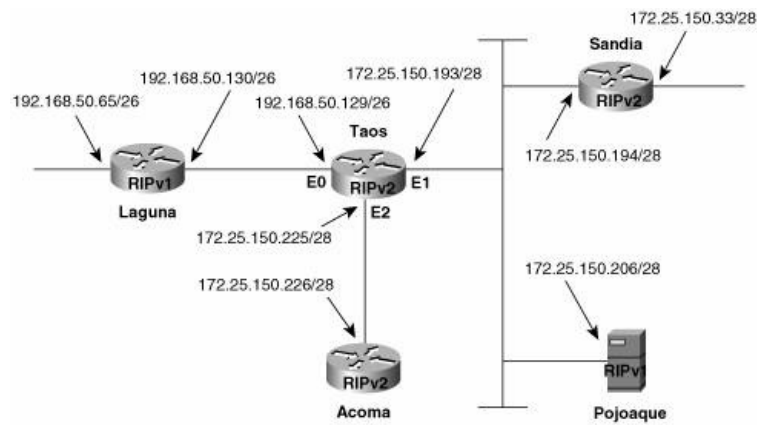 172.25.150.33/28
Sandia
192.168.50.130/26
172.25.150.193/28
192.168.50.65/26
192.168.50.129/26
RIPv2
Taos
172.25.150.194/28
RIPv1
E0
RIPv2
E1
Laguna
E2
172.25.150.225/28
172.25.150.206/28
172.25.150.226/28
RIPv1
RIPv2
Acoma
Pojoaque